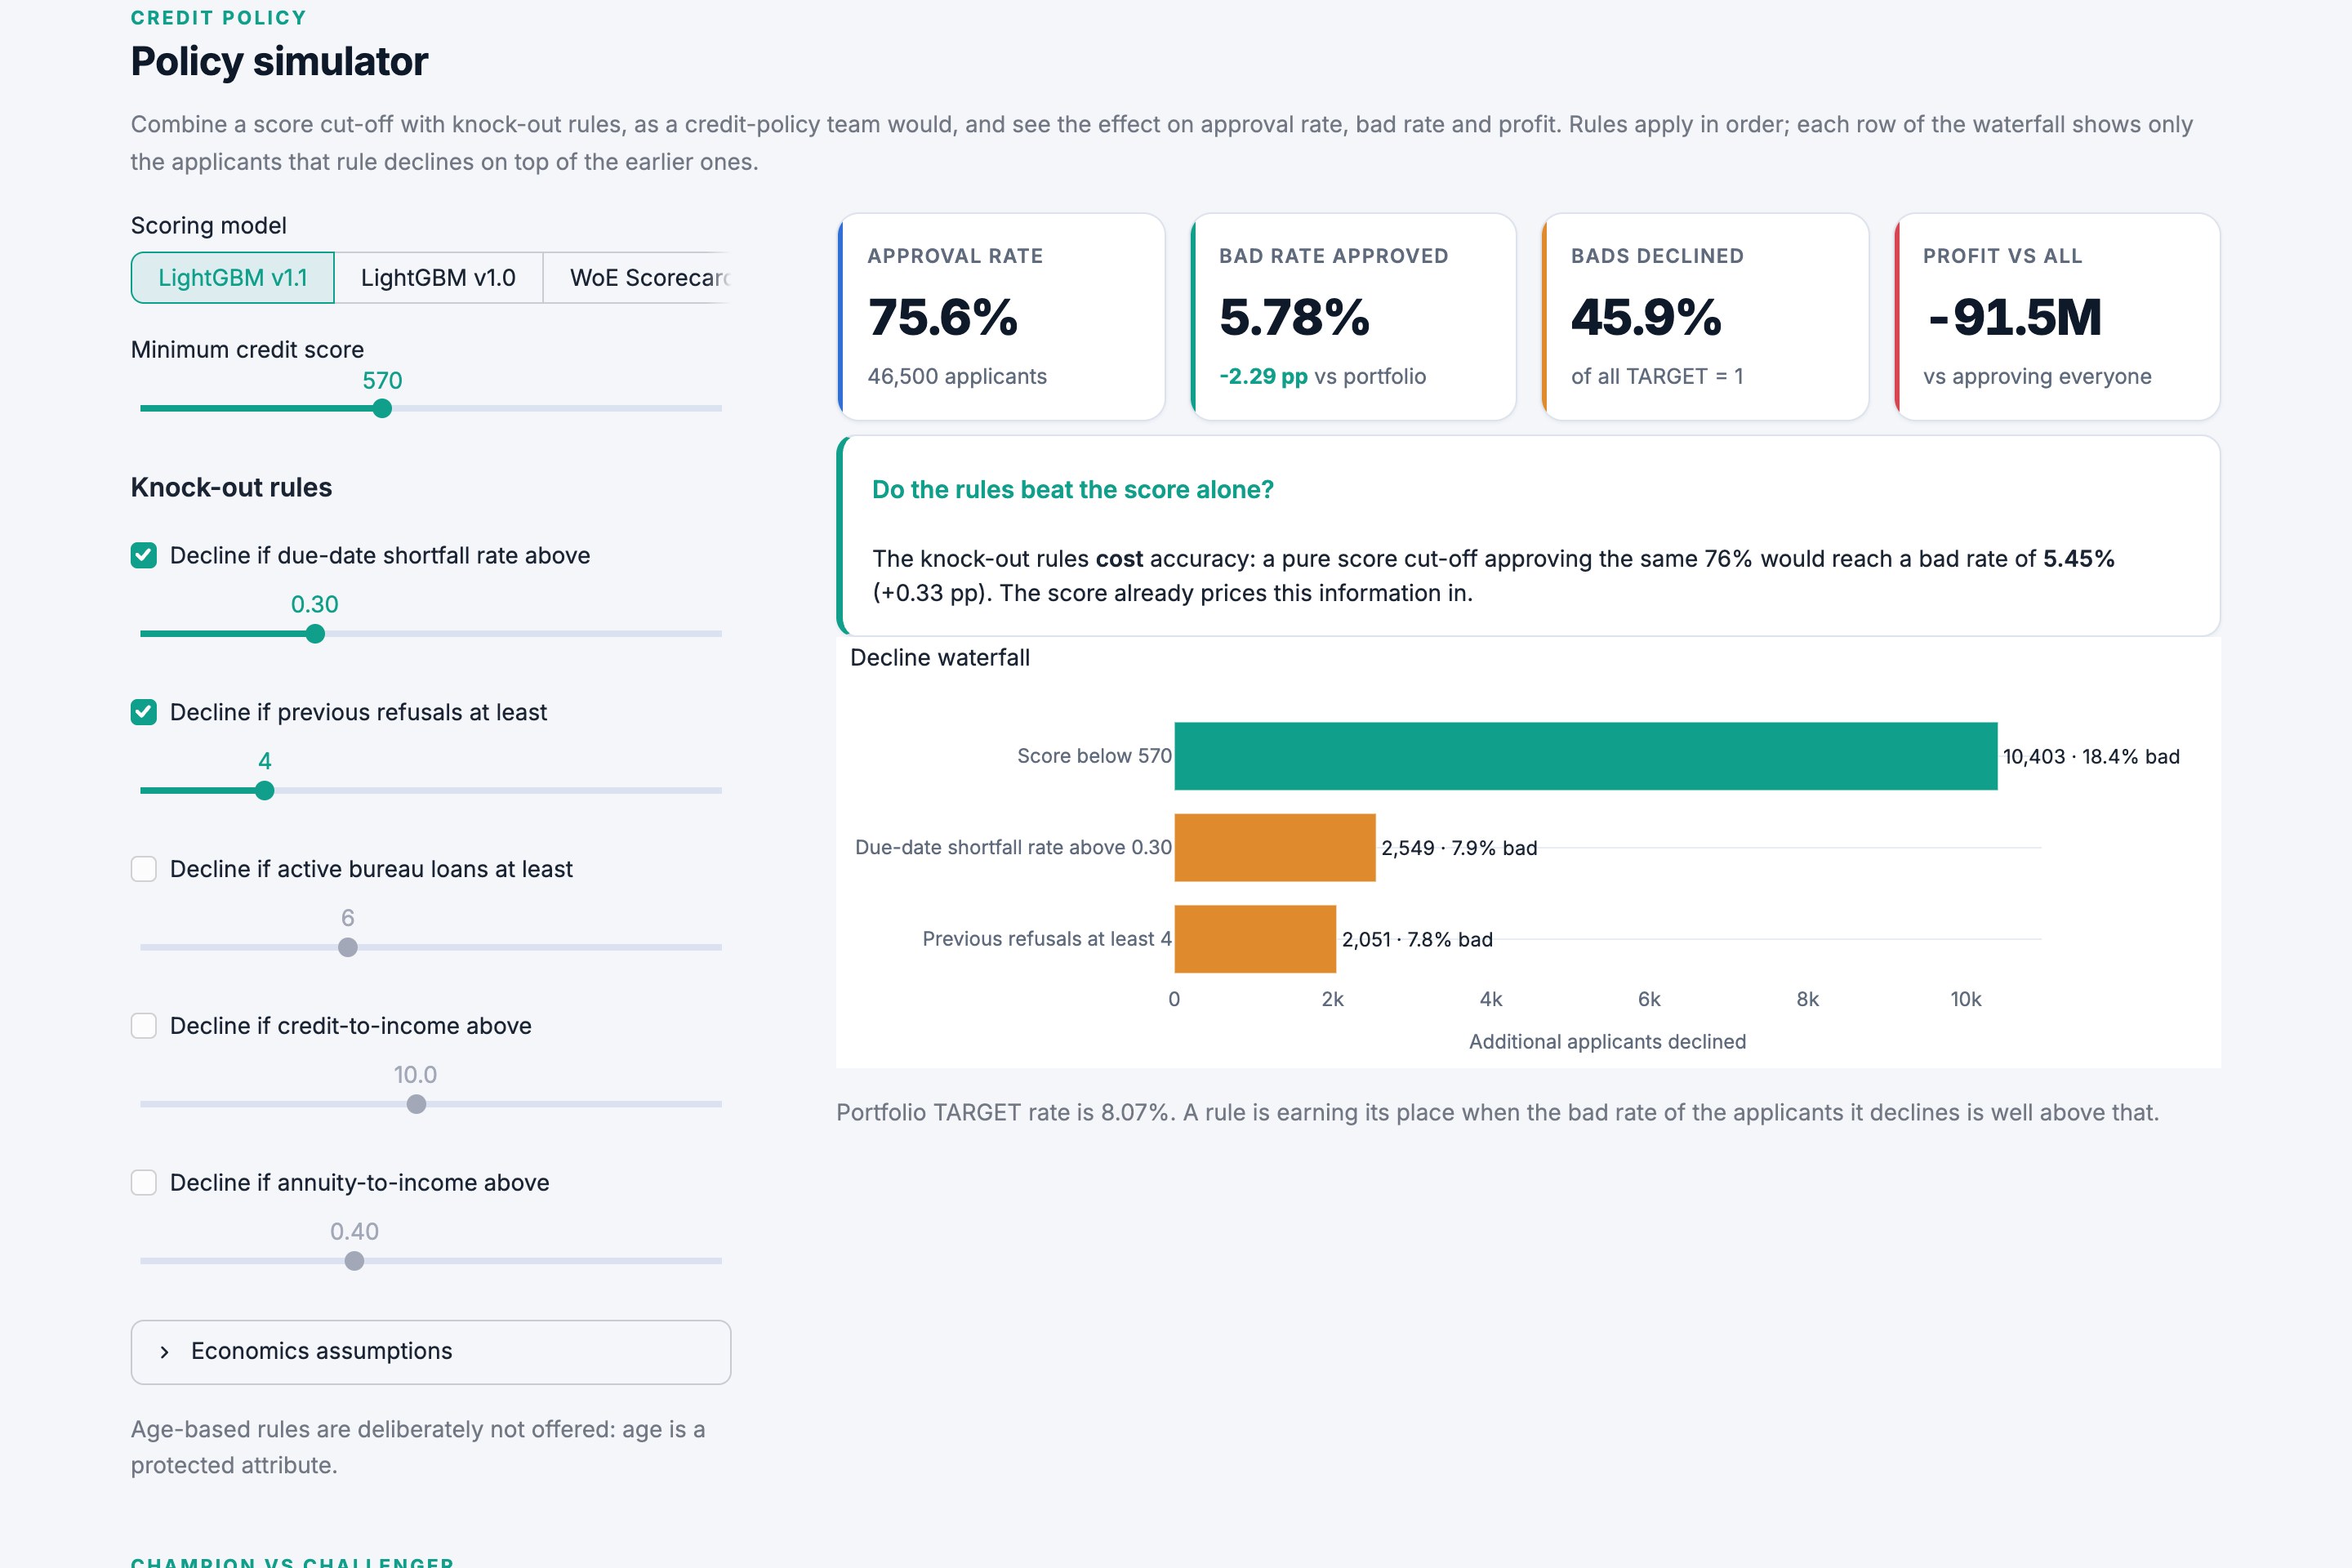 CREDIT POLICY
Policy simulator
Combine a score cut-off with knock-out rules, as a credit-policy team would, and see the effect on approval rate, bad rate and profit. Rules apply in order; each row of the waterfall shows only
the applicants that rule declines on top of the earlier ones.
Scoring model
LightGBM v1.1
LightGBM v1.0
WoE Scorecard
Minimum credit score
570
Knock-out rules
Decline if due-date shortfall rate above
0.30
Decline if previous refusals at least
4
Decline if active bureau loans at least
6
Decline if credit-to-income above
10.0
Decline if annuity-to-income above
0.40
Economics assumptions
Age-based rules are deliberately not offered: age is a
protected attribute.
APPROVAL RATE
75.6%
46,500 applicants
BAD RATE APPROVED
5.78%
-2.29 pp vs portfolio
BADS DECLINED
45.9%
of all TARGET = 1
PROFIT VS ALL
-91.5M
vs approving everyone
Do the rules beat the score alone?
The knock-out rules cost accuracy: a pure score cut-off approving the same 76% would reach a bad rate of 5.45%
(+0.33 pp). The score already prices this information in.
Decline waterfall
Score below 570
10,403 · 18.4% bad
Due-date shortfall rate above 0.30
2,549 · 7.9% bad
Previous refusals at least 4
2,051 · 7.8% bad
0 2k 4k 6k 8k 10k
Additional applicants declined
Portfolio TARGET rate is 8.07%. A rule is earning its place when the bad rate of the applicants it declines is well above that.
CHAMPION VS CHALLENGER